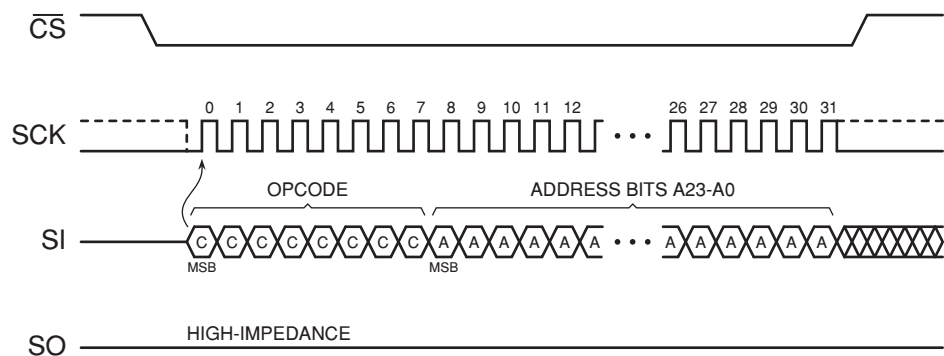 CS
0 1 2 3 4 5 6 7 8 9 10 11 12 26 27 28 29 30 31
SCK
OPCODE ADDRESS BITS A23-A0
SI C C C C C C C C A A A A A A A A A A A A
MSB MSB
HIGH-IMPEDANCE
SO